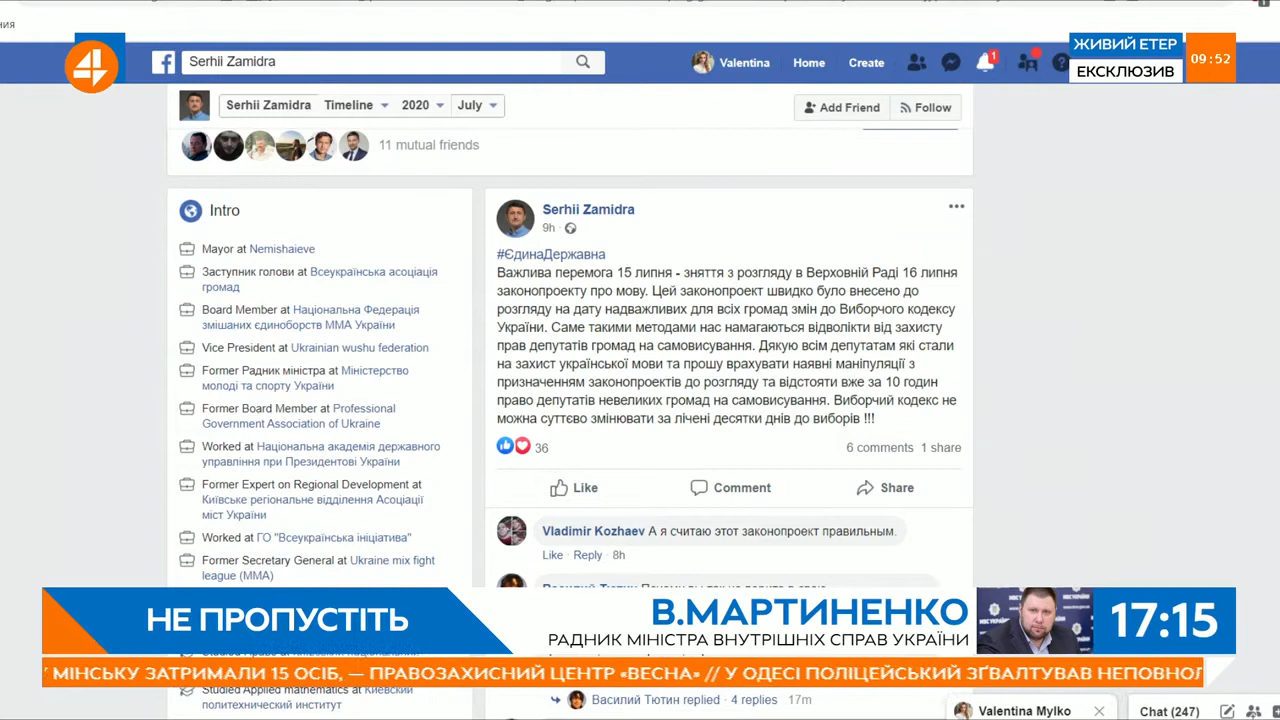 ния
4
Serhii Zamidra
Valentina
Home
Create
1
ЖИВИЙ ЕТЕР
ЕКСКЛЮЗИВ
09:52
Serhii Zamidra
Timeline
2020
July
Add Friend
Follow
11 mutual friends
Intro
Mayor at Nemishaieve
Заступник голови at Всеукраїнська асоціація
громад
Board Member at Національна Федерація
змішаних єдиноборств ММА України
Vice President at Ukrainian wushu federation
Former Радник міністра at Міністерство
молоді та спорту України
Former Board Member at Professional
Government Association of Ukraine
Worked at Національна академія державного
управління при Президентові України
Former Expert on Regional Development at
Київське регіональне відділення Асоціації
міст України
Worked at ГО "Всеукраїнська ініціатива"
Former Secretary General at Ukraine mix fight
league (MMA)
Serhii Zamidra
9h
#ЄдинаДержавна
Важлива перемога 15 липня - зняття з розгляду в Верховній Раді 16 липня
законопроекту про мову. Цей законопроект швидко було внесено до
розгляду на дату надважливих для всіх громад змін до Виборчого кодексу
України. Саме такими методами нас намагаються відволікти від захисту
прав депутатів громад на самовисування. Дякую всім депутатам які стали
на захист української мови та прошу врахувати наявні маніпуляції з
призначенням законопроектів до розгляду та відстояти вже за 10 годин
право депутатів невеликих громад на самовисування. Виборчий кодекс не
можна суттєво змінювати за лічені десятки днів до виборів !!!
36
6 comments 1 share
Like
Comment
Share
Vladimir Kozhaev А я считаю этот законопроект правильным.
Like · Reply · 8h
Василий Тютин
НЕ ПРОПУСТІТЬ
В.МАРТИНЕНКО
РАДНИК МІНІСТРА ВНУТРІШНІХ СПРАВ УКРАЇНИ
17:15
МІНСЬКУ ЗАТРИМАЛИ 15 ОСІБ, — ПРАВОЗАХИСНИЙ ЦЕНТР «ВЕСНА» // У ОДЕСІ ПОЛІЦЕЙСЬКИЙ ЗҐВАЛТУВАВ НЕПОВНОЛ
Studied Applied mathematics at Киевский
политехнический институт
Василий Тютин replied · 4 replies 17m
Valentina Mylko
Chat (247)